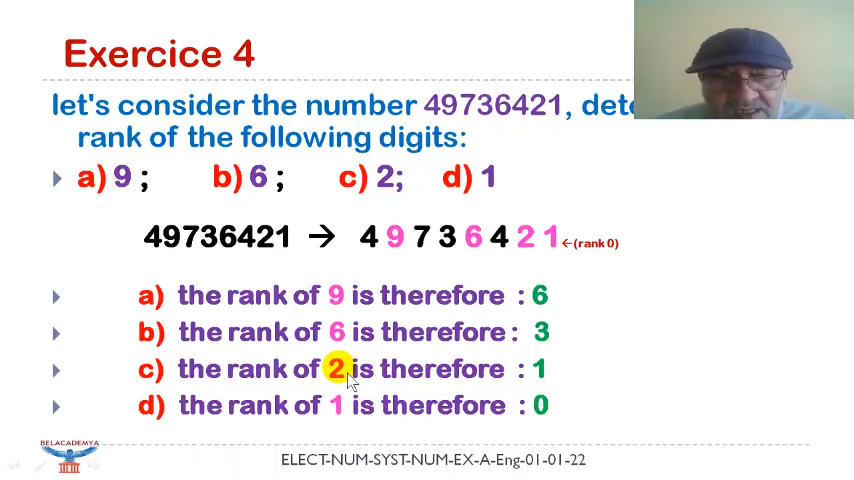 Exercice 4
let's consider the number 49736421,
rank of the following digits:
a) 9 ; b) 6 ; c) 2; d) 1
49736421 → 4 9 7 3 6 4 2 1 ←(rank 0)
a) the rank of 9 is therefore : 6
b) the rank of 6 is therefore : 3
c) the rank of 2 is therefore : 1
d) the rank of 1 is therefore : 0
BELACADEMYA
ELECT-NUM-SYST-NUM-EX-A-Eng-01-01-22